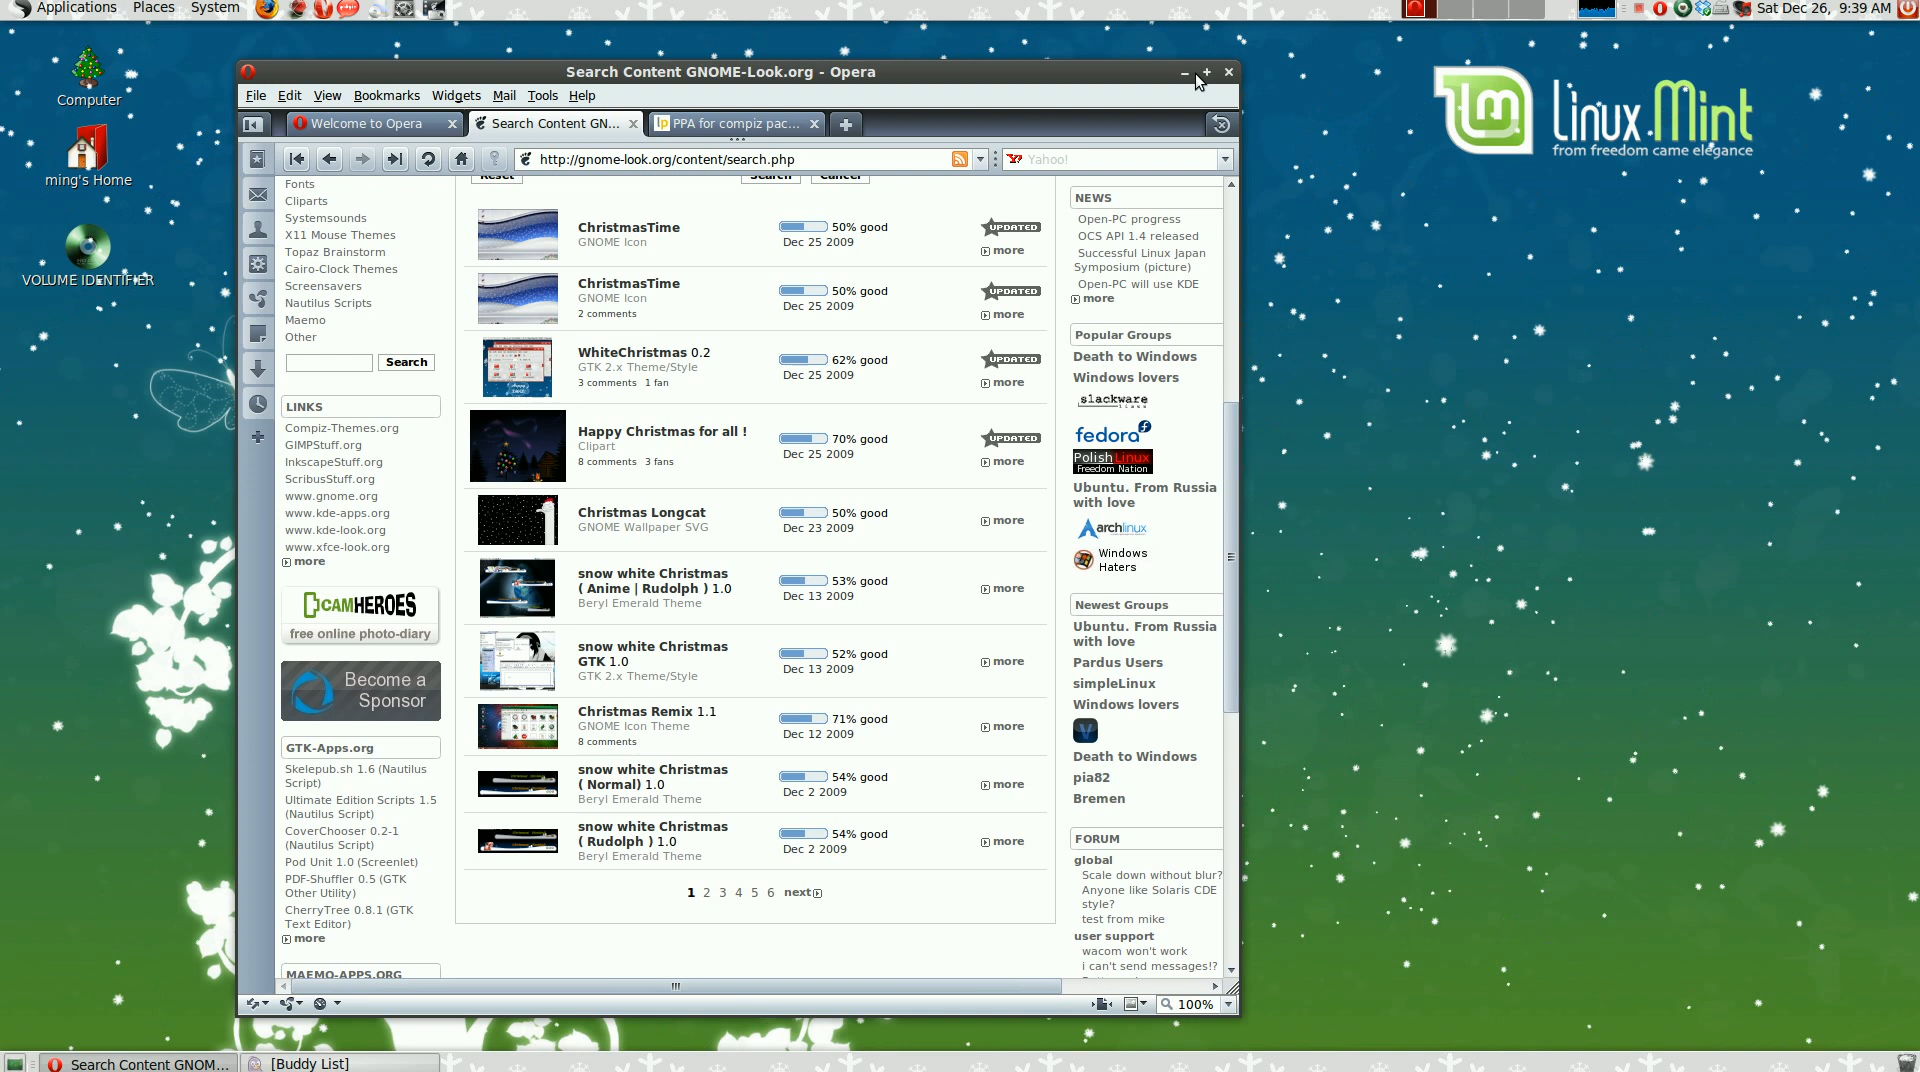 Applications Places System
Sat Dec 26, 9:39 AM
Computer
ming's Home
VOLUME IDENTIFIER
Linux Mint
from freedom came elegance
Search Content GNOME-Look.org - Opera
File Edit View Bookmarks Widgets Mail Tools Help
Welcome to Opera
Search Content GN...
PPA for compiz pac...
http://gnome-look.org/content/search.php
Yahoo!
Fonts
Cliparts
Systemsounds
X11 Mouse Themes
Topaz Brainstorm
Cairo-Clock Themes
Screensavers
Nautilus Scripts
Maemo
Other
Search
LINKS
Compiz-Themes.org
GIMPStuff.org
InkscapeStuff.org
ScribusStuff.org
www.gnome.org
www.kde-apps.org
www.kde-look.org
www.xfce-look.org
more
CAMHEROES
free online photo-diary
Become a
Sponsor
GTK-Apps.org
Skelepub.sh 1.6 (Nautilus
Script)
Ultimate Edition Scripts 1.5
(Nautilus Script)
CoverChooser 0.2-1
(Nautilus Script)
Pod Unit 1.0 (Screenlet)
PDF-Shuffler 0.5 (GTK
Other Utility)
CherryTree 0.8.1 (GTK
Text Editor)
more
MAEMO-APPS.ORG
Reset Search Cancel
ChristmasTime
GNOME Icon
50% good
Dec 25 2009
UPDATED
more
ChristmasTime
GNOME Icon
2 comments
50% good
Dec 25 2009
UPDATED
more
WhiteChristmas 0.2
GTK 2.x Theme/Style
3 comments 1 fan
62% good
Dec 25 2009
UPDATED
more
Happy Christmas for all !
Clipart
8 comments 3 fans
70% good
Dec 25 2009
UPDATED
more
Christmas Longcat
GNOME Wallpaper SVG
50% good
Dec 23 2009
more
snow white Christmas
( Anime | Rudolph ) 1.0
Beryl Emerald Theme
53% good
Dec 13 2009
more
snow white Christmas
GTK 1.0
GTK 2.x Theme/Style
52% good
Dec 13 2009
more
Christmas Remix 1.1
GNOME Icon Theme
8 comments
71% good
Dec 12 2009
more
snow white Christmas
( Normal) 1.0
Beryl Emerald Theme
54% good
Dec 2 2009
more
snow white Christmas
( Rudolph ) 1.0
Beryl Emerald Theme
54% good
Dec 2 2009
more
1 2 3 4 5 6 next
NEWS
Open-PC progress
OCS API 1.4 released
Successful Linux Japan
Symposium (picture)
Open-PC will use KDE
more
Popular Groups
Death to Windows
Windows lovers
slackware
linux
fedora
PolishLinux
Freedom Nation
Ubuntu. From Russia
with love
archlinux
Windows
Haters
Newest Groups
Ubuntu. From Russia
with love
Pardus Users
simpleLinux
Windows lovers
Death to Windows
pia82
Bremen
FORUM
global
Scale down without blur?
Anyone like Solaris CDE
style?
test from mike
user support
wacom won't work
i can't send messages!?
100%
Search Content GNOM...
[Buddy List]